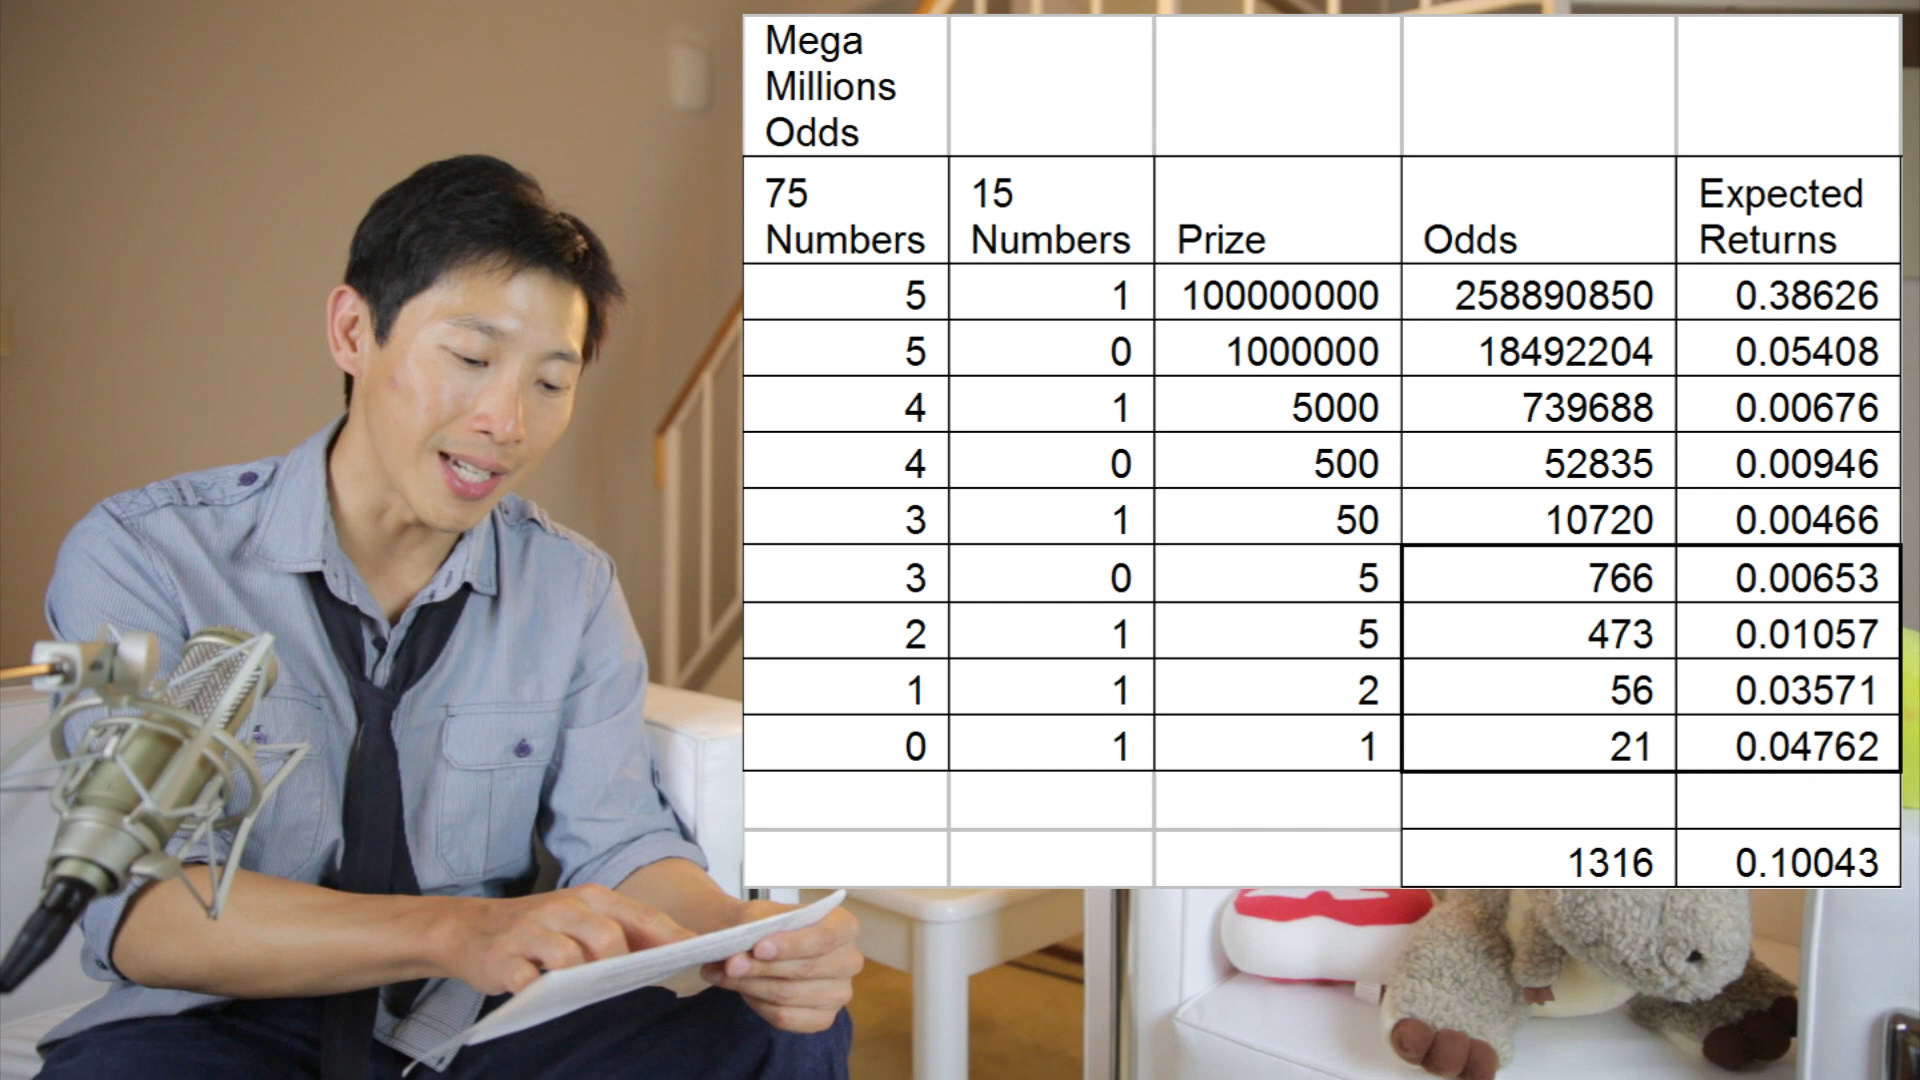 Mega
Millions
Odds
75 Numbers 15 Numbers Prize Odds Expected Returns
5 1 100000000 258890850 0.38626
5 0 1000000 18492204 0.05408
4 1 5000 739688 0.00676
4 0 500 52835 0.00946
3 1 50 10720 0.00466
3 0 5 766 0.00653
2 1 5 473 0.01057
1 1 2 56 0.03571
0 1 1 21 0.04762
1316 0.10043